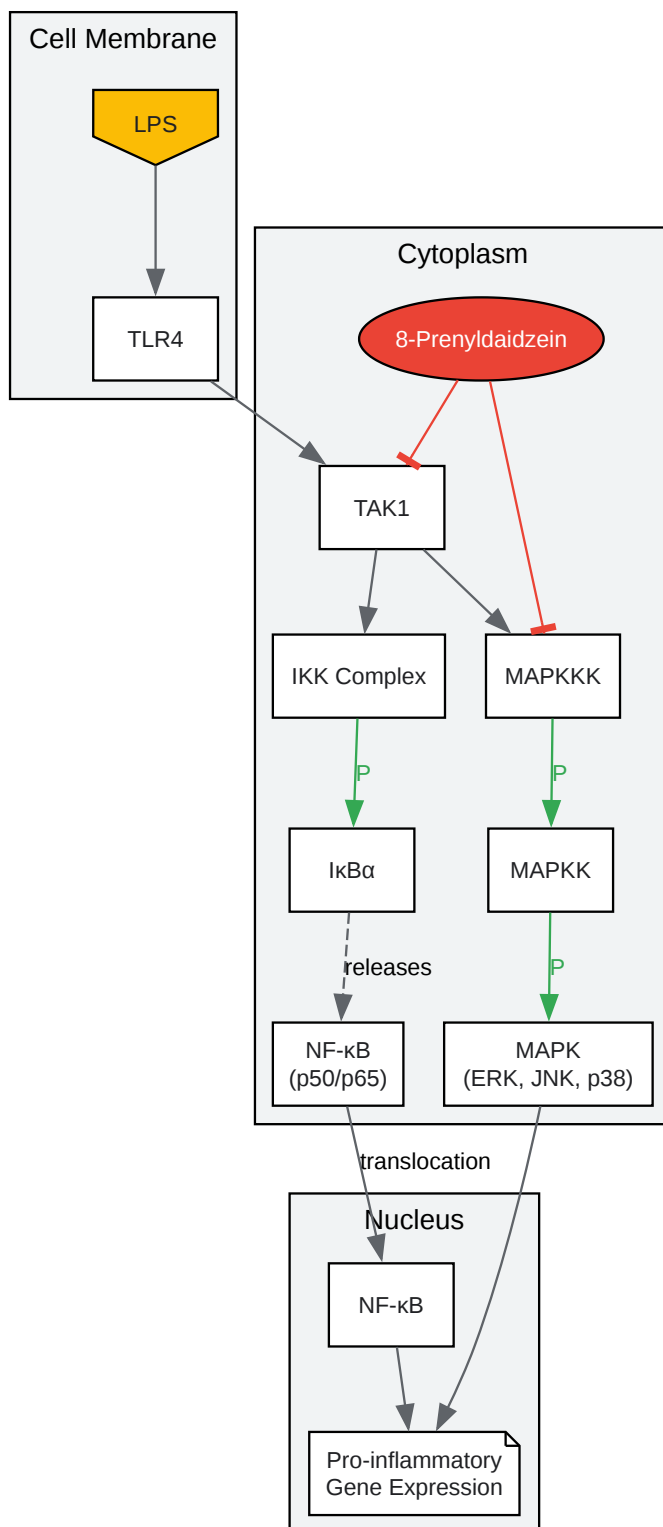 Cell Membrane
LPS
TLR4
Cytoplasm
8-Prenyldaidzein
TAK1
IKK Complex
MAPKKK
P
P
IκBα
MAPKK
releases
P
NF-κB
(p50/p65)
MAPK
(ERK, JNK, p38)
translocation
Nucleus
NF-κB
Pro-inflammatory
Gene Expression